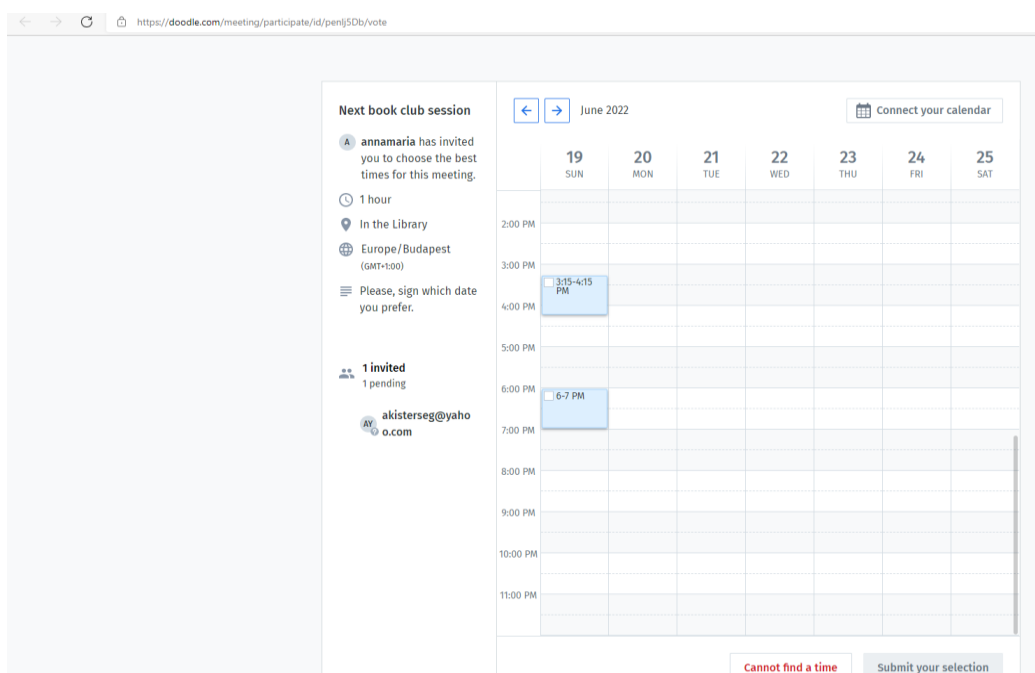 https://doodle.com/meeting/participate/id/penlj5Db/vote
Next book club session
A annamaria has invited
you to choose the best
times for this meeting.
1 hour
In the Library
Europe/Budapest
(GMT+1:00)
Please, sign which date
you prefer.
1 invited
1 pending
AY akisterseg@yaho
o.com
June 2022
Connect your calendar
19 20 21 22 23 24 25
SUN MON TUE WED THU FRI SAT
2:00 PM
3:00 PM
3:15-4:15
PM
4:00 PM
5:00 PM
6:00 PM
6-7 PM
7:00 PM
8:00 PM
9:00 PM
10:00 PM
11:00 PM
Cannot find a time
Submit your selection